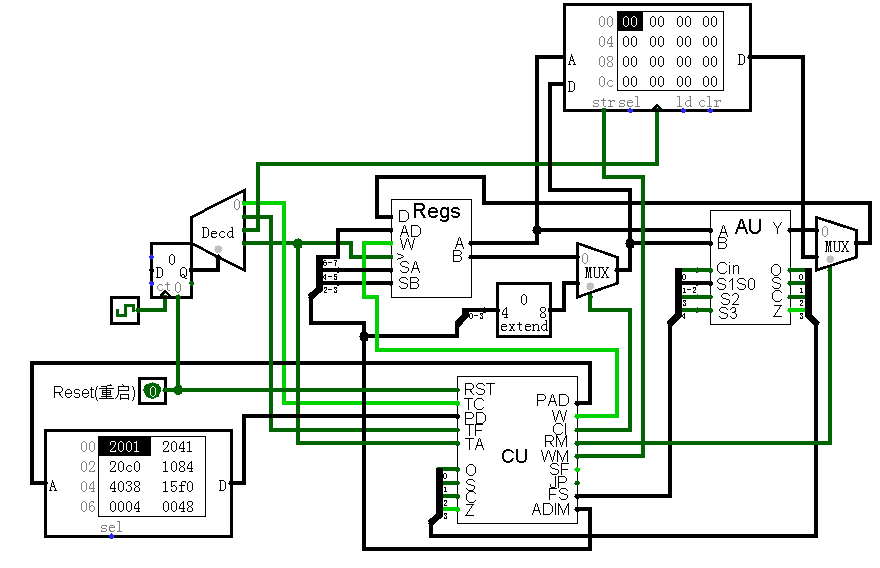 00 00 00 00 00
04 00 00 00 00
A 08 00 00 00 00 D
D 0c 00 00 00 00
str sel ld clr
0
Decd
0
D Q
ct 0
Regs
D
AD
W
>
SA
SB
A
B
6-7
4-5
2-3
0
MUX
0
4 8
extend
0-3
AU
A
B
Cin
S1S0
S2
S3
Y
O
S
C
Z
0
1-2
3
4
0
1
2
3
0
MUX
Reset(重启) 0
CU
RST
TC
PD
TF
TA
O
S
C
Z
PAD
W
CI
RM
WM
SF
JP
FS
ADIM
0
1
2
3
00 2001 2041
02 20c0 1084
A 04 4038 15f0 D
06 0004 0048
sel